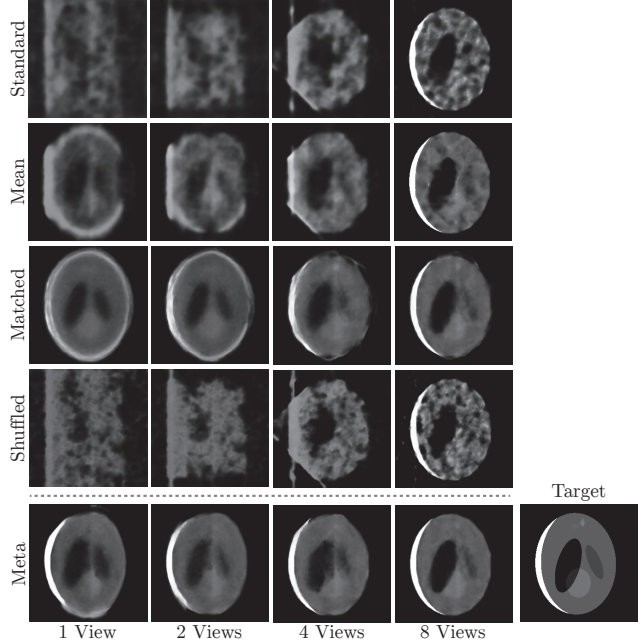 Standard
Mean
Matched
Shuffled
Target
Meta
1 View
2 Views
4 Views
8 Views